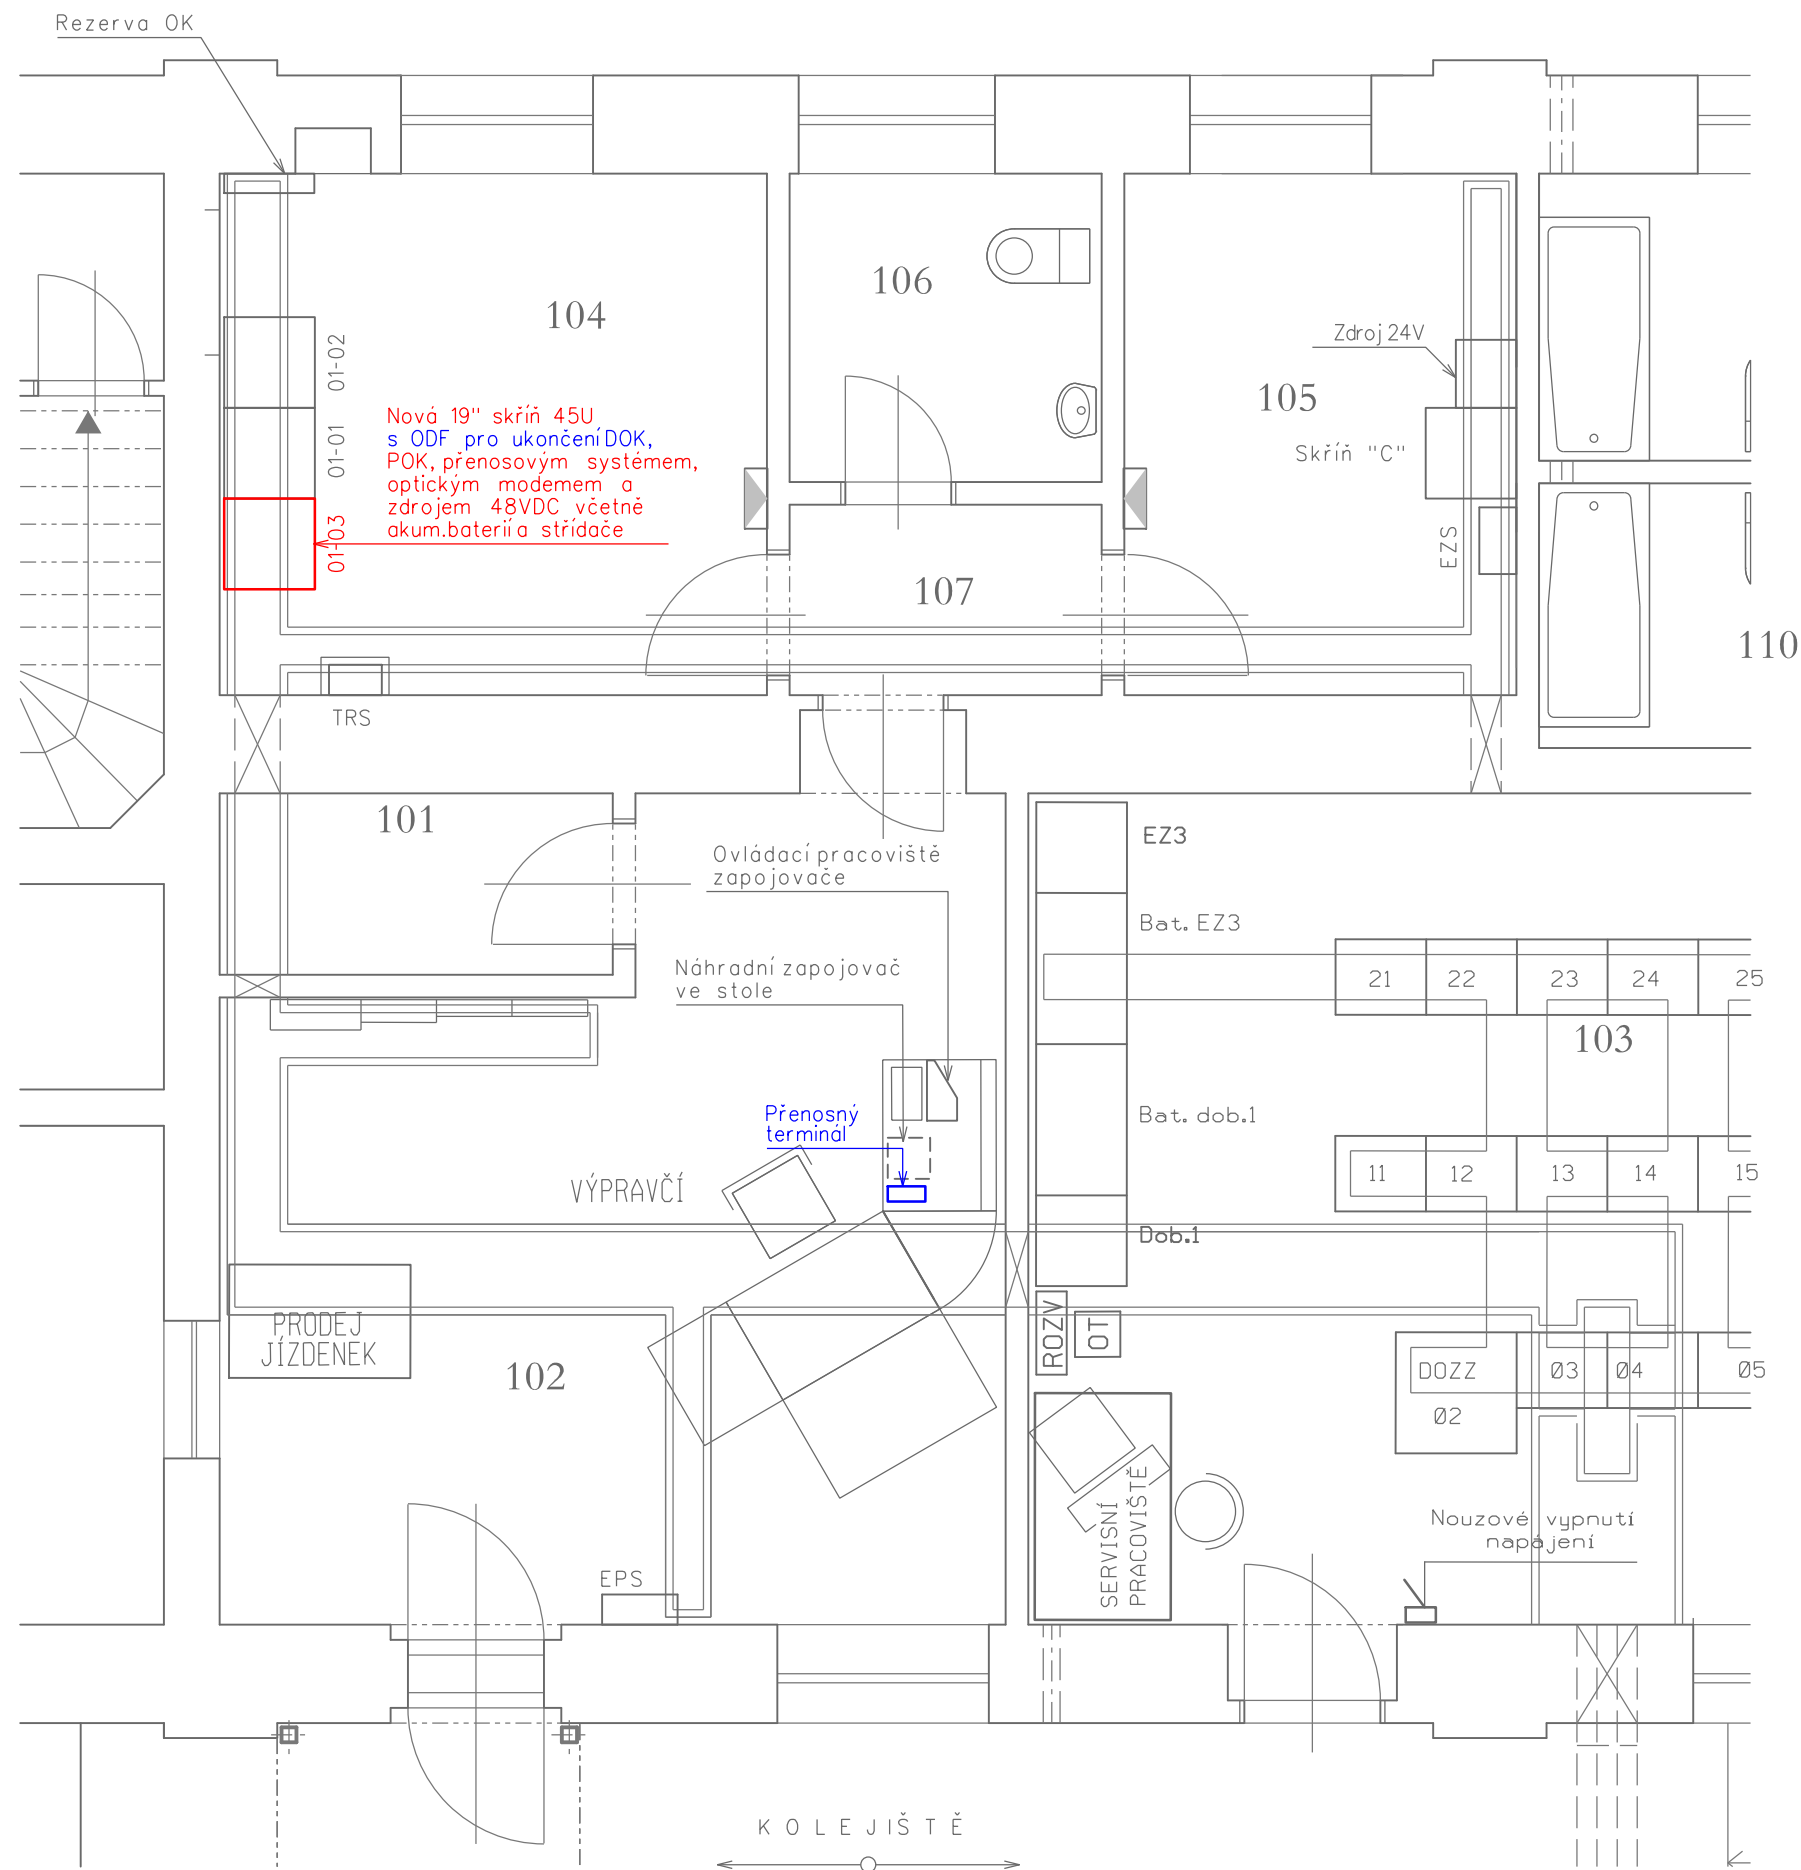 Rezerva OK
104
106
105
Zdroj 24V
Skříň "C"
EZS
01-02
01-01
01-03
Nová 19" skříň 45U
s ODF pro ukončení DOK,
POK, přenosovým systémem,
optickým modemem a
zdrojem 48VDC včetně
akum.baterií a střídače
107
110
TRS
101
Ovládací pracoviště
zapojovače
Náhradní zapojovač
ve stole
Přenosný
terminál
VÝPRAVČÍ
PRODEJ
JÍZDENEK
102
EPS
EZ3
Bat. EZ3
Bat. dob.1
Dob.1
21 22 23 24 25
103
11 12 13 14 15
ROZV
OT
DOZZ Ø3 Ø4 Ø5
Ø2
SERVISNÍ
PRACOVIŠTĚ
Nouzové vypnutí
napájení
KOLEJIŠTĚ